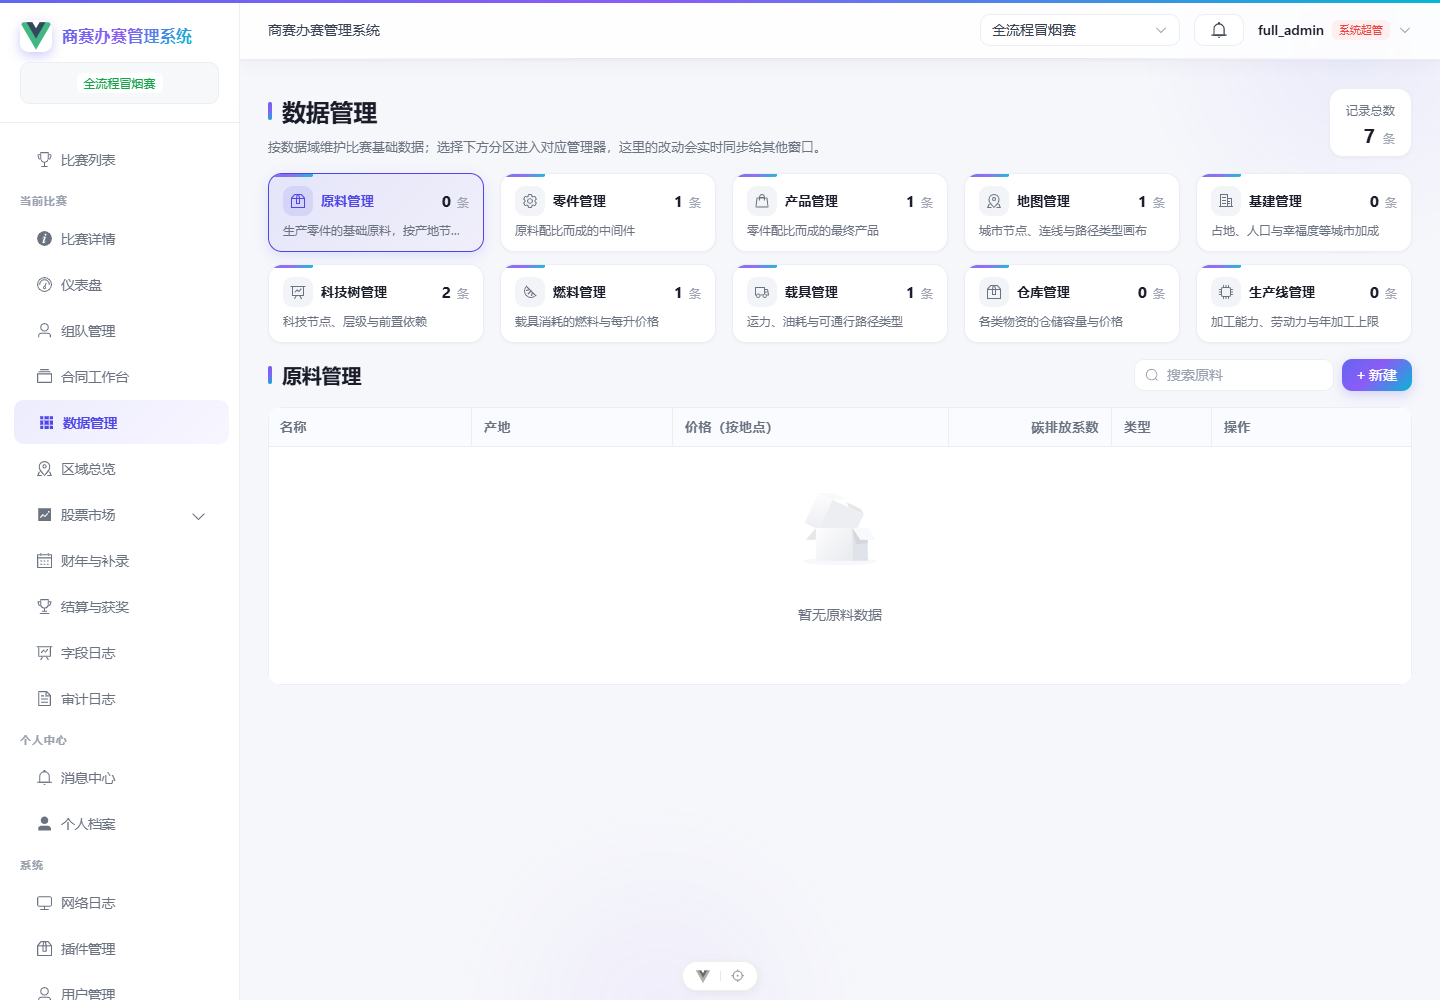 商赛办赛管理系统
全流程冒烟赛
比赛列表
当前比赛
比赛详情
仪表盘
组队管理
合同工作台
数据管理
区域总览
股票市场
财年与补录
结算与获奖
字段日志
审计日志
个人中心
消息中心
个人档案
系统
网络日志
插件管理
用户管理
商赛办赛管理系统
全流程冒烟赛
full_admin 系统超管
数据管理
按数据域维护比赛基础数据；选择下方分区进入对应管理器，这里的改动会实时同步给其他窗口。
记录总数
7 条
原料管理 0 条
生产零件的基础原料，按产地节...
零件管理 1 条
原料配比而成的中间件
产品管理 1 条
零件配比而成的最终产品
地图管理 1 条
城市节点、连线与路径类型画布
基建管理 0 条
占地、人口与幸福度等城市加成
科技树管理 2 条
科技节点、层级与前置依赖
燃料管理 1 条
载具消耗的燃料与每升价格
载具管理 1 条
运力、油耗与可通行路径类型
仓库管理 0 条
各类物资的仓储容量与价格
生产线管理 0 条
加工能力、劳动力与年加工上限
原料管理
搜索原料
+ 新建
名称 产地 价格（按地点） 碳排放系数 类型 操作
暂无原料数据